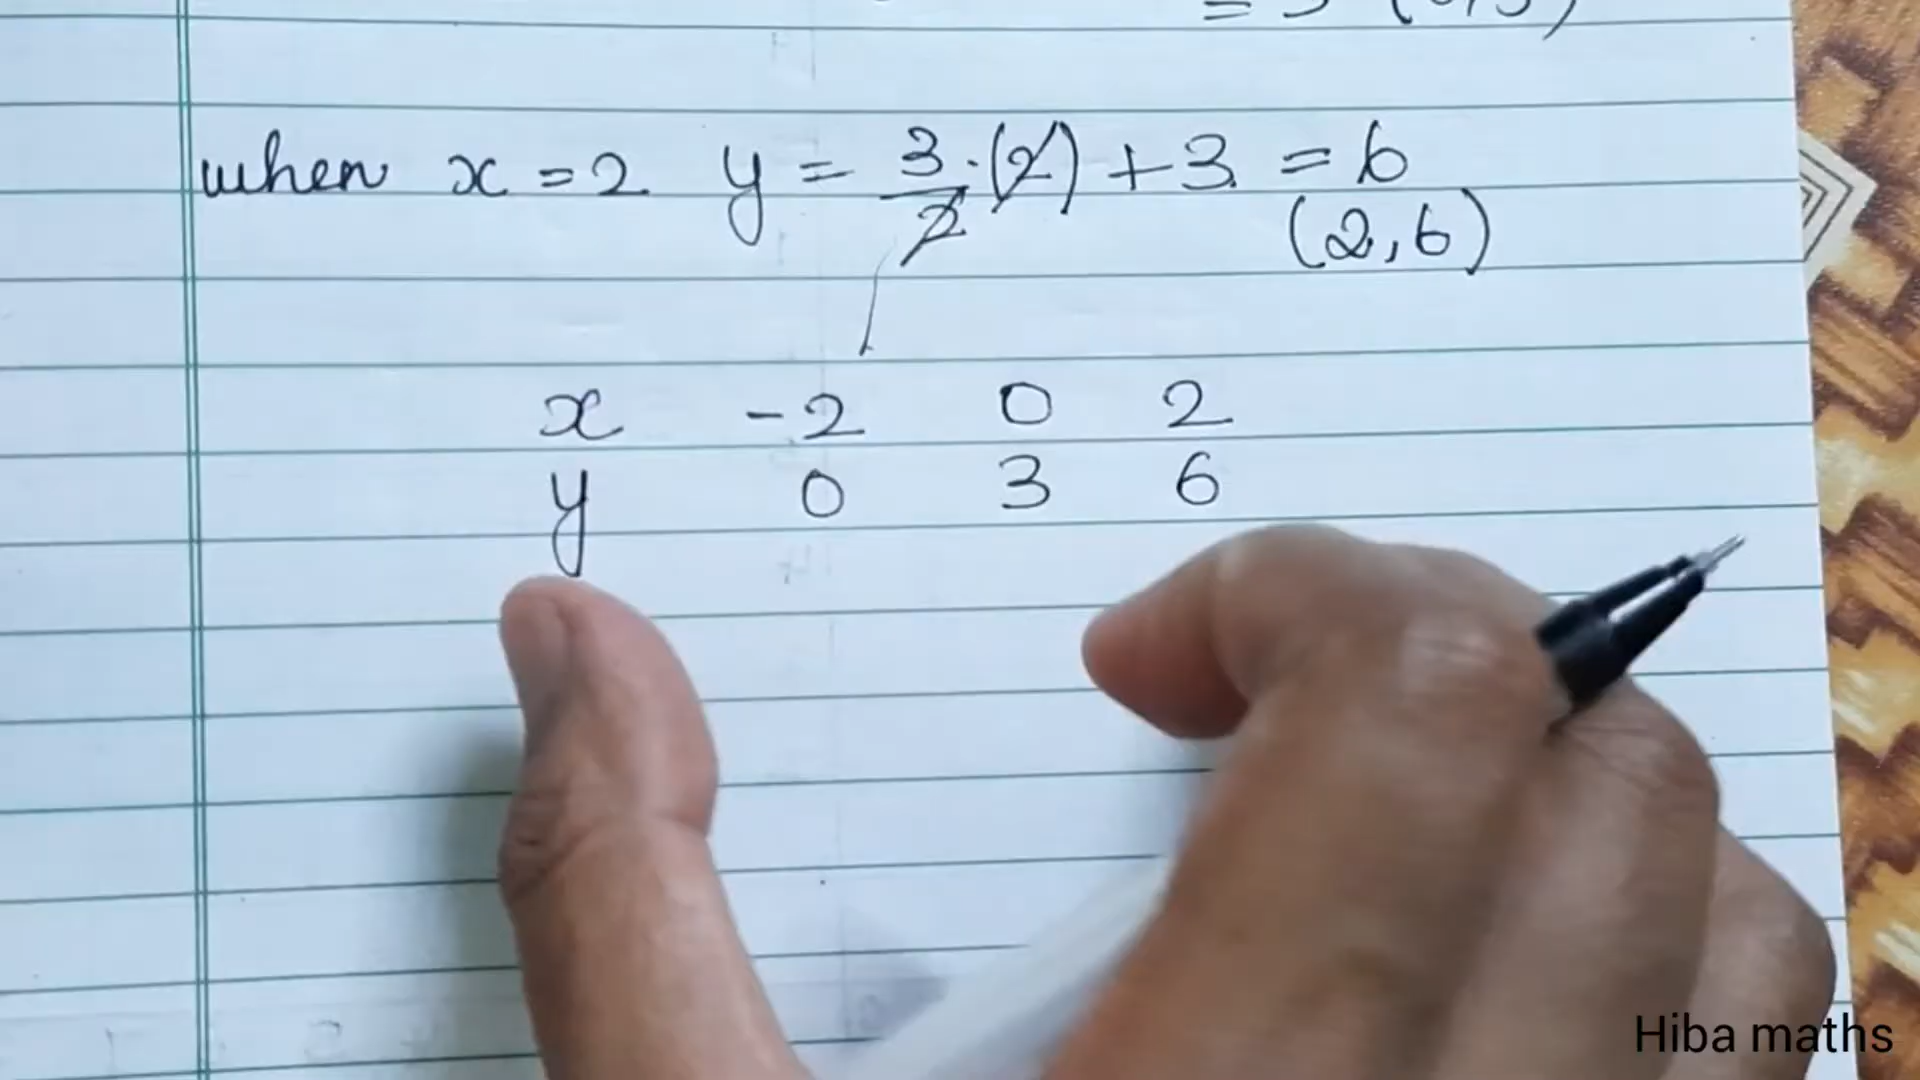 when x = 2 y = 3/2 · (2) + 3 = 6
(2, 6)
x -2 0 2
y 0 3 6
Hiba maths